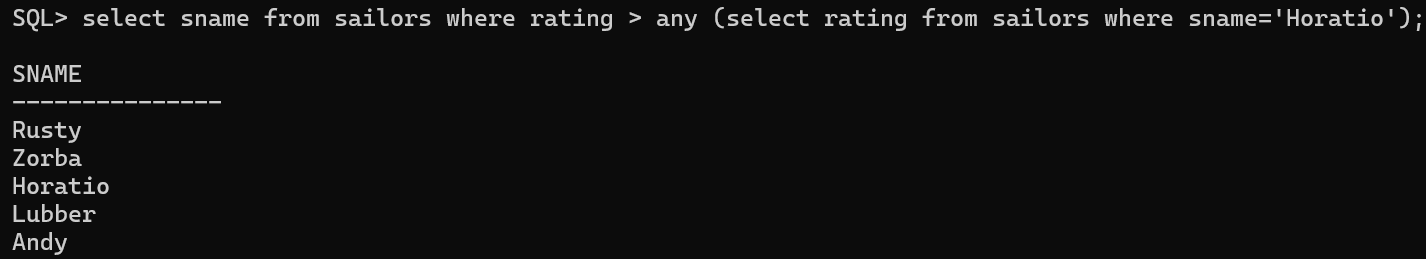 SQL> select sname from sailors where rating > any (select rating from sailors where sname='Horatio');
SNAME
---------------
Rusty
Zorba
Horatio
Lubber
Andy